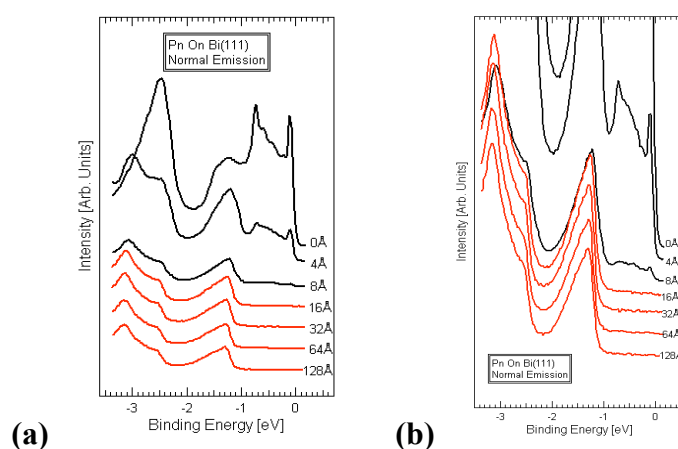 Pn On Bi(111)
Normal Emission
Intensity [Arb. Units]
0Å
4Å
8Å
16Å
32Å
64Å
128Å
-3 -2 -1 0
Binding Energy [eV]
(a)
Intensity [Arb. Units]
0Å
4Å
8Å
16Å
32Å
64Å
128Å
Pn On Bi(111)
Normal Emission
-3 -2 -1 0
Binding Energy [eV]
(b)